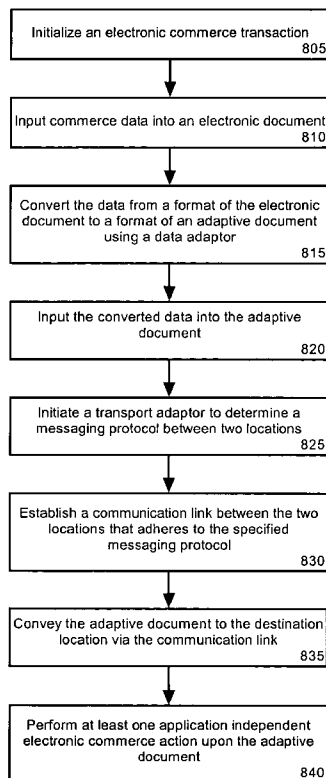 Initialize an electronic commerce transaction
805
Input commerce data into an electronic document
810
Convert the data from a format of the electronic
document to a format of an adaptive document
using a data adaptor
815
Input the converted data into the adaptive
document
820
Initiate a transport adaptor to determine a
messaging protocol between two locations
825
Establish a communication link between the two
locations that adheres to the specified
messaging protocol
830
Convey the adaptive document to the destination
location via the communication link
835
Perform at least one application independent
electronic commerce action upon the adaptive
document
840